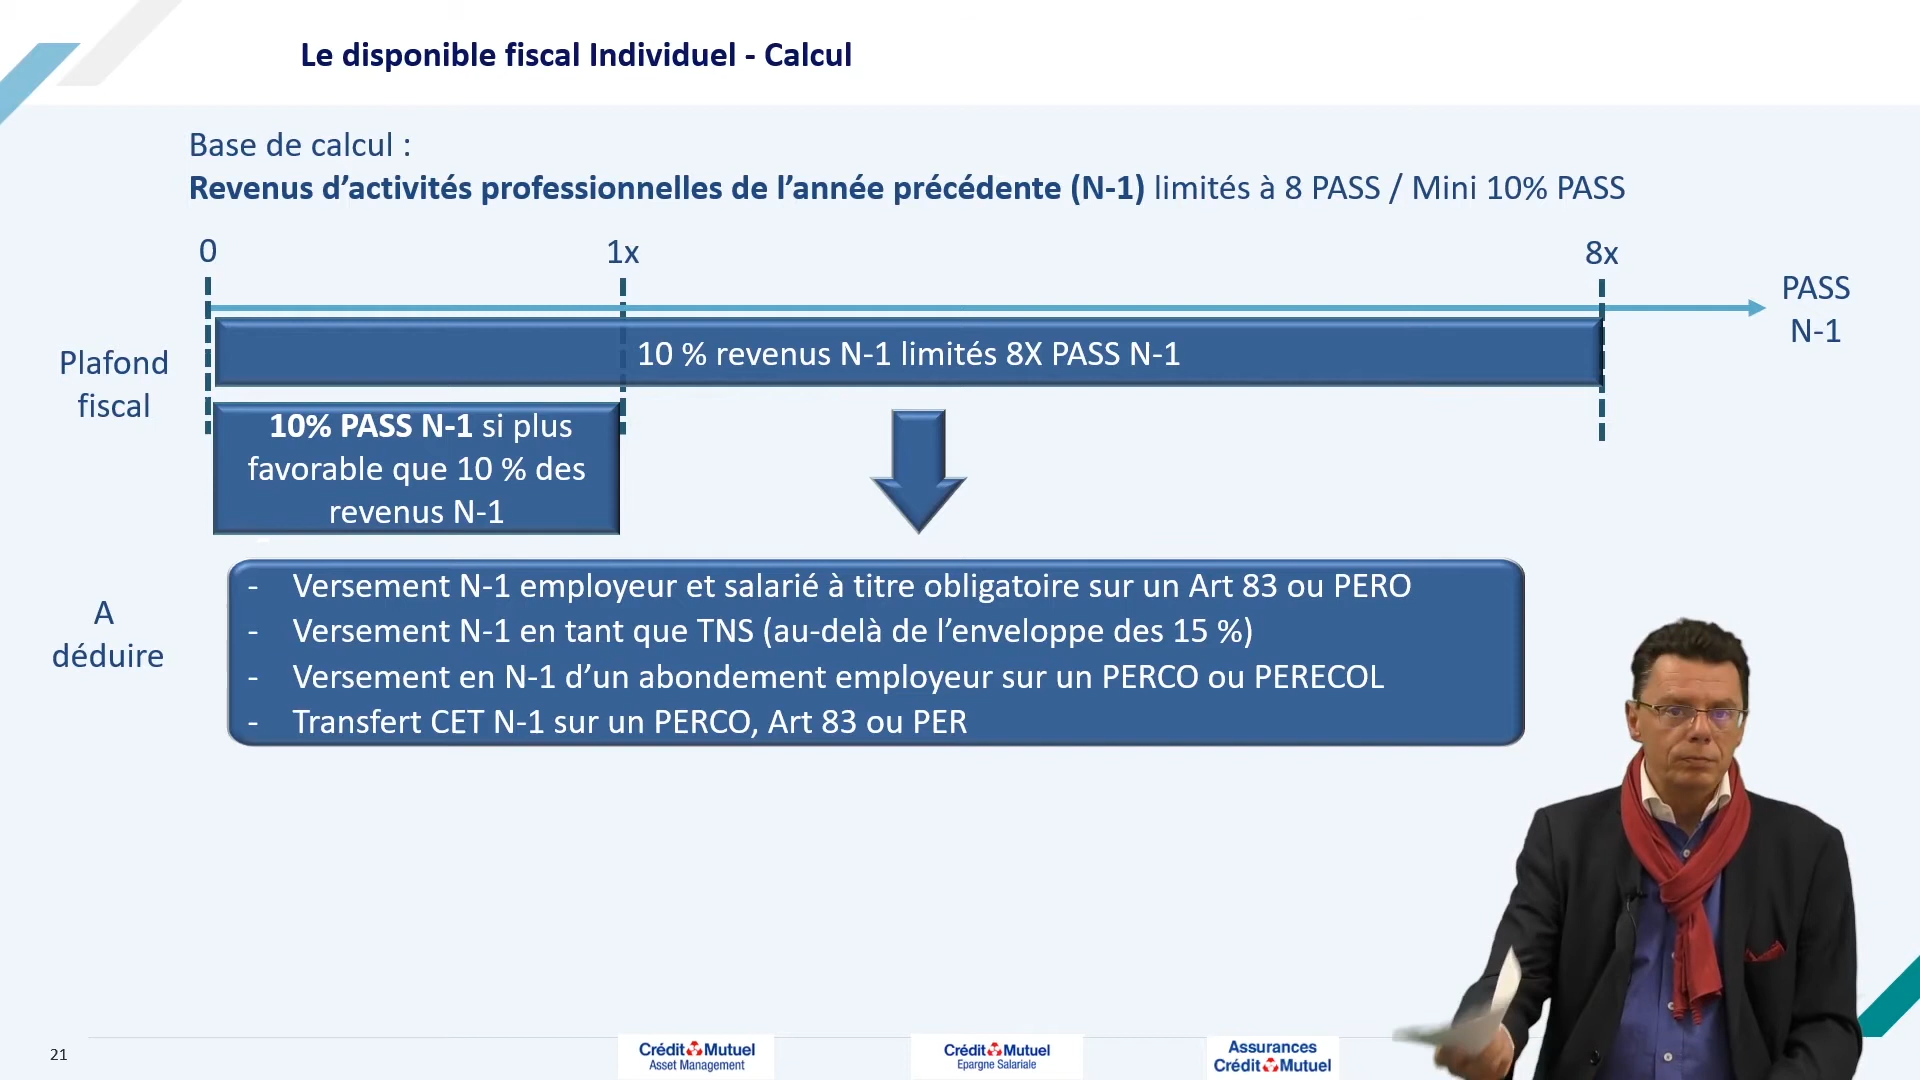 Le disponible fiscal Individuel - Calcul
Base de calcul :
Revenus d’activités professionnelles de l’année précédente (N-1) limités à 8 PASS / Mini 10% PASS
0
1x
8x
PASS
N-1
Plafond
fiscal
10 % revenus N-1 limités 8X PASS N-1
10% PASS N-1 si plus
favorable que 10 % des
revenus N-1
A
déduire
- Versement N-1 employeur et salarié à titre obligatoire sur un Art 83 ou PERO
- Versement N-1 en tant que TNS (au-delà de l’enveloppe des 15 %)
- Versement en N-1 d’un abondement employeur sur un PERCO ou PERECOL
- Transfert CET N-1 sur un PERCO, Art 83 ou PER
21
Crédit Mutuel
Asset Management
Crédit Mutuel
Epargne Salariale
Assurances
Crédit Mutuel